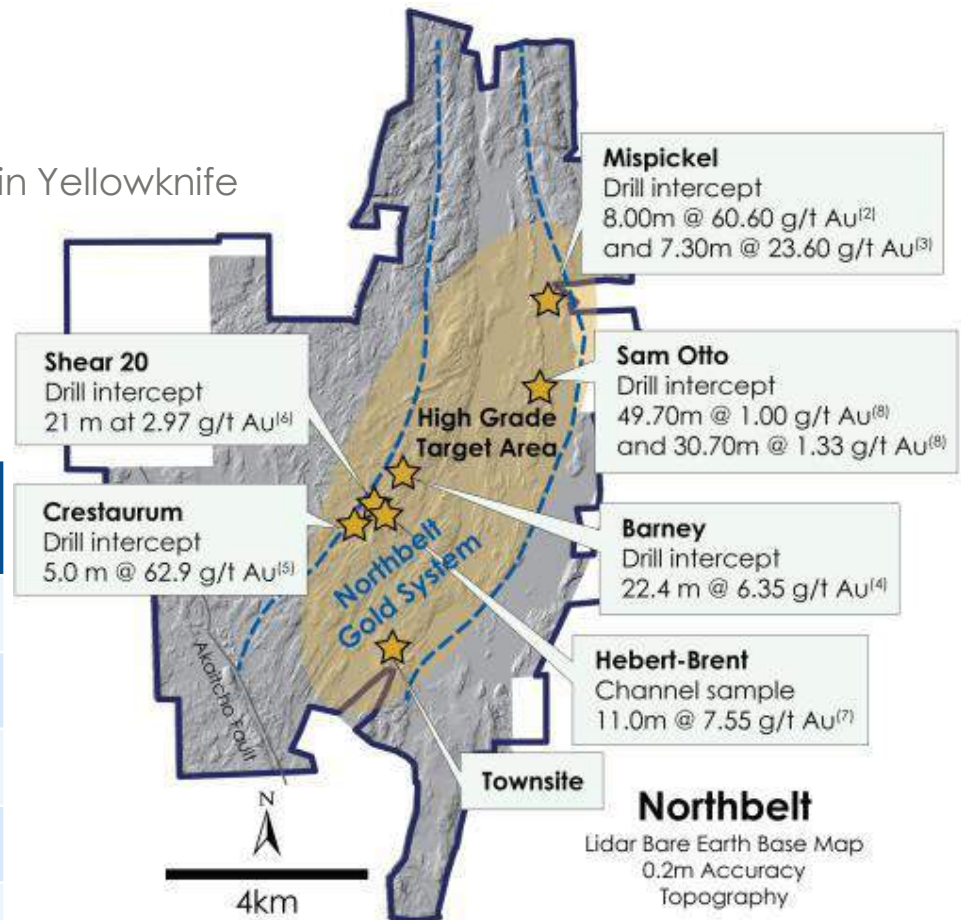 in Yellowknife
Mispickel
Drill intercept
8.00m @ 60.60 g/t Au(2)
and 7.30m @ 23.60 g/t Au(3)
Shear 20
Drill intercept
21 m at 2.97 g/t Au(6)
Sam Otto
Drill intercept
49.70m @ 1.00 g/t Au(8)
and 30.70m @ 1.33 g/t Au(8)
High Grade
Target Area
Crestaurum
Drill intercept
5.0 m @ 62.9 g/t Au(5)
Northbelt
Gold System
Barney
Drill intercept
22.4 m @ 6.35 g/t Au(4)
Hebert-Brent
Channel sample
11.0m @ 7.55 g/t Au(7)
Akaitcho Fault
Townsite
N
4km
Northbelt
Lidar Bare Earth Base Map
0.2m Accuracy
Topography